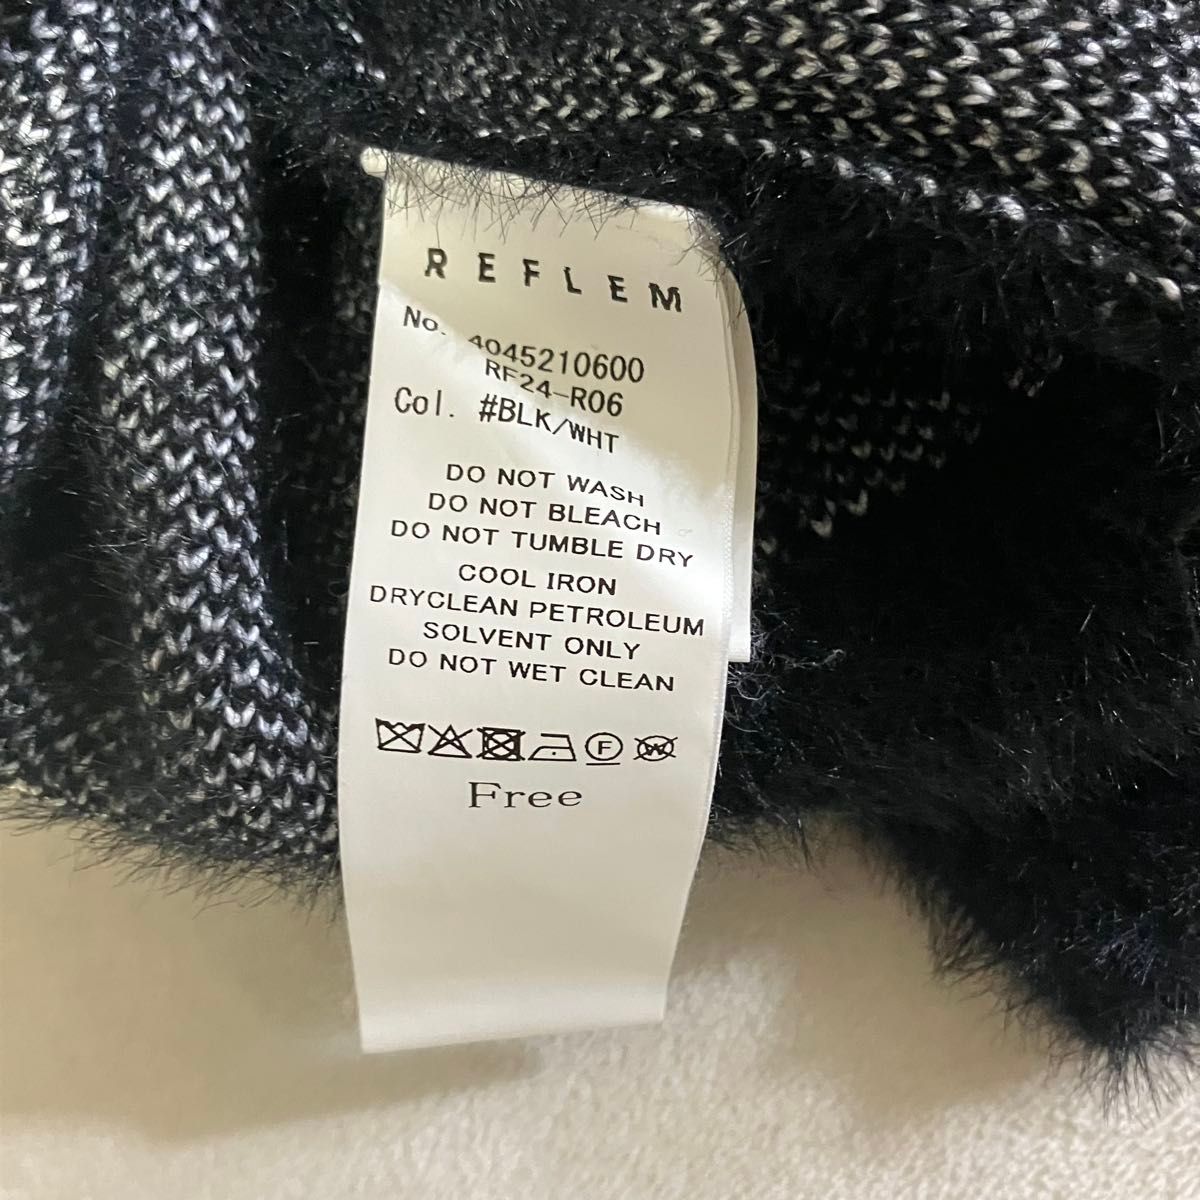 REFLEM
No. 4045210600
RF24-R06
Col. #BLK/WHT
DO NOT WASH
DO NOT BLEACH
DO NOT TUMBLE DRY
COOL IRON
DRYCLEAN PETROLEUM
SOLVENT ONLY
DO NOT WET CLEAN
F W
Free